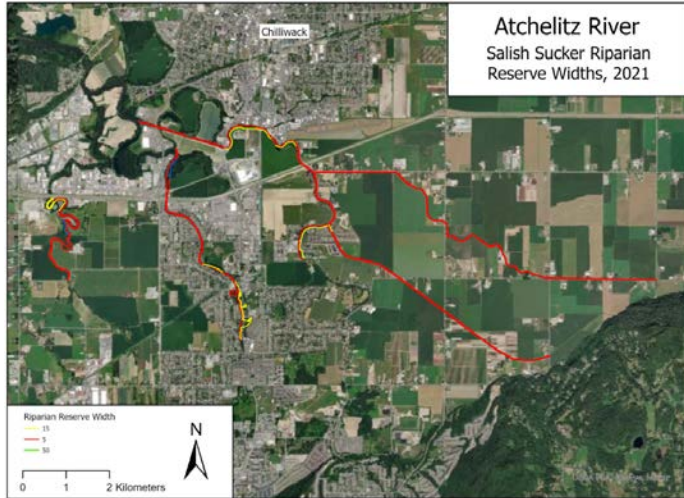 Atchelitz River
Salish Sucker Riparian
Reserve Widths, 2021
Chilliwack
Riparian Reserve Width
15
5
50
N
0 1 2 Kilometers